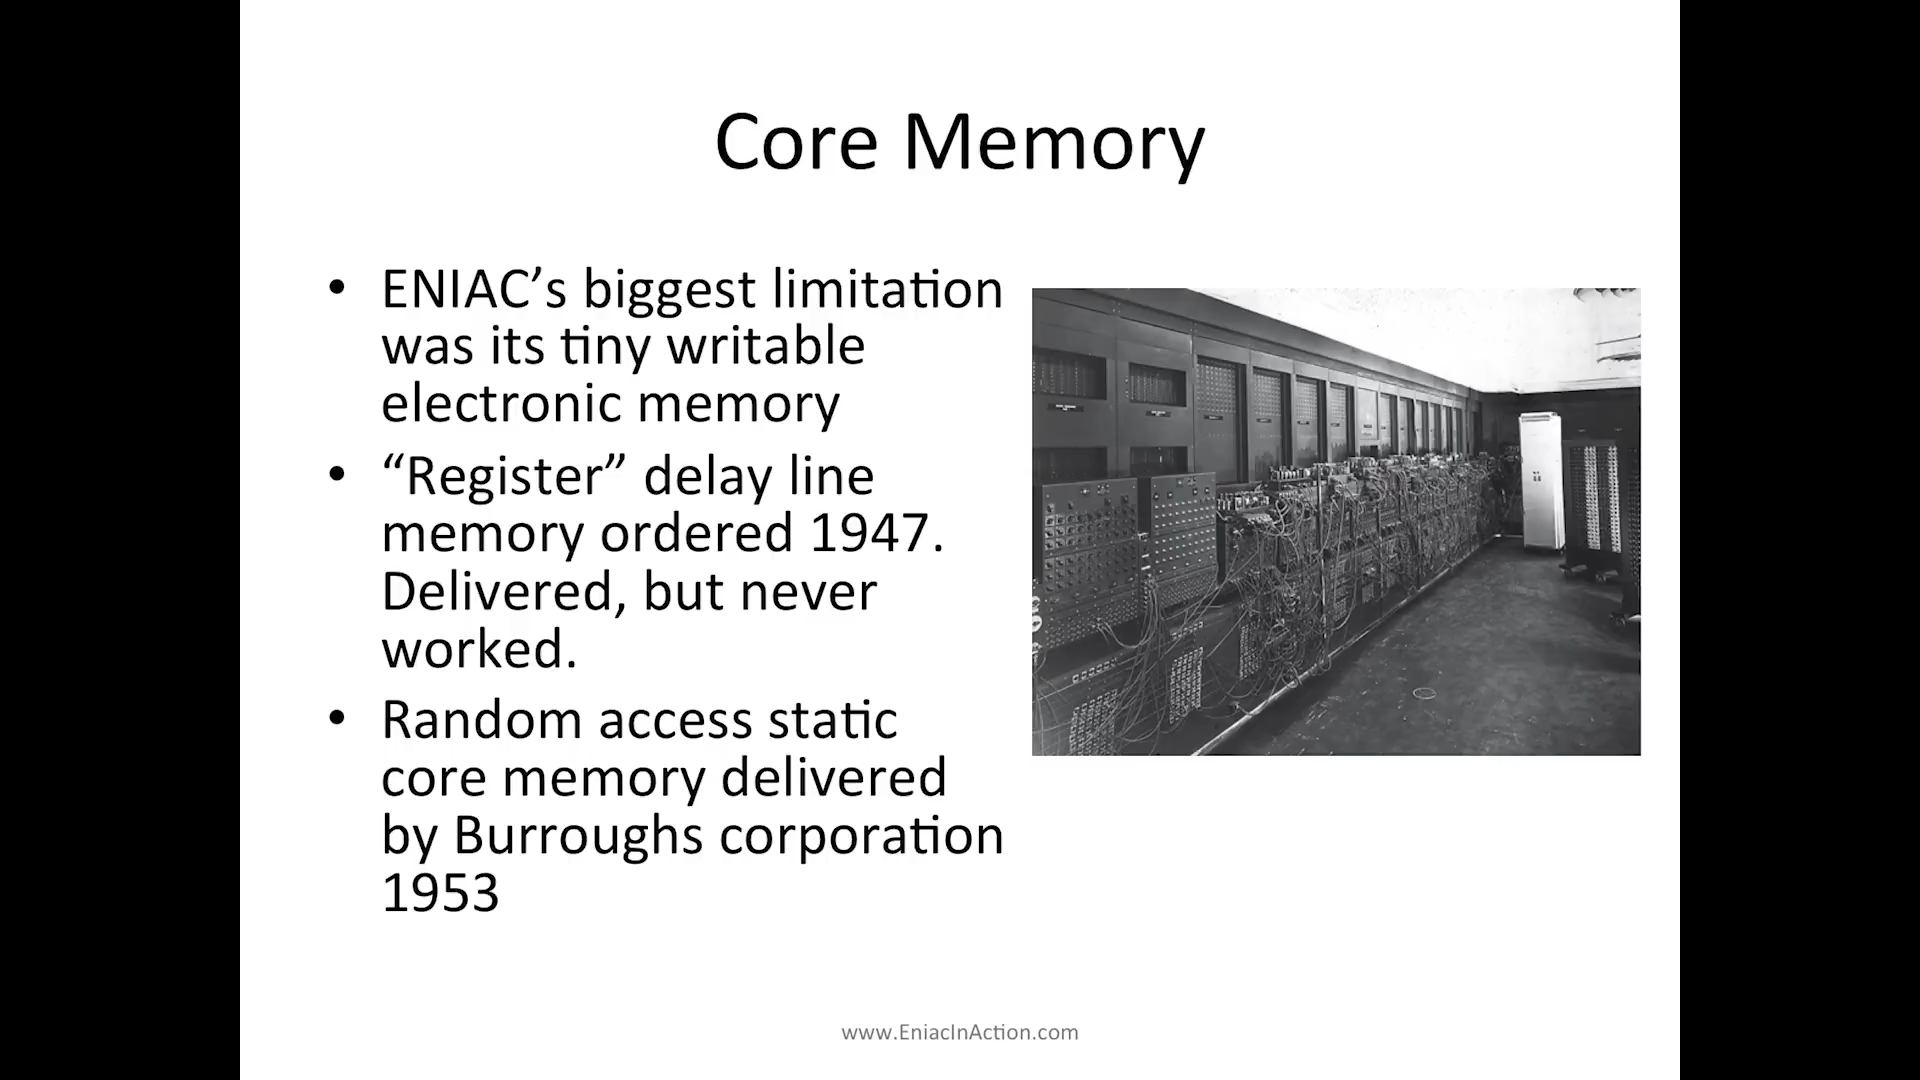 Core Memory
• ENIAC’s biggest limitation
was its tiny writable
electronic memory
• “Register” delay line
memory ordered 1947.
Delivered, but never
worked.
• Random access static
core memory delivered
by Burroughs corporation
1953
www.EniacInAction.com